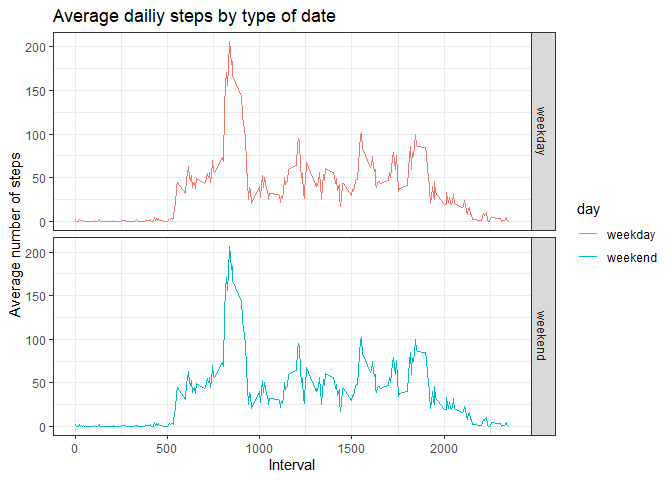 Average dailiy steps by type of date
Average number of steps
200
150
100
50
0
weekday
200
150
100
50
0
weekend
0
500
1000
1500
2000
Interval
day
weekday
weekend